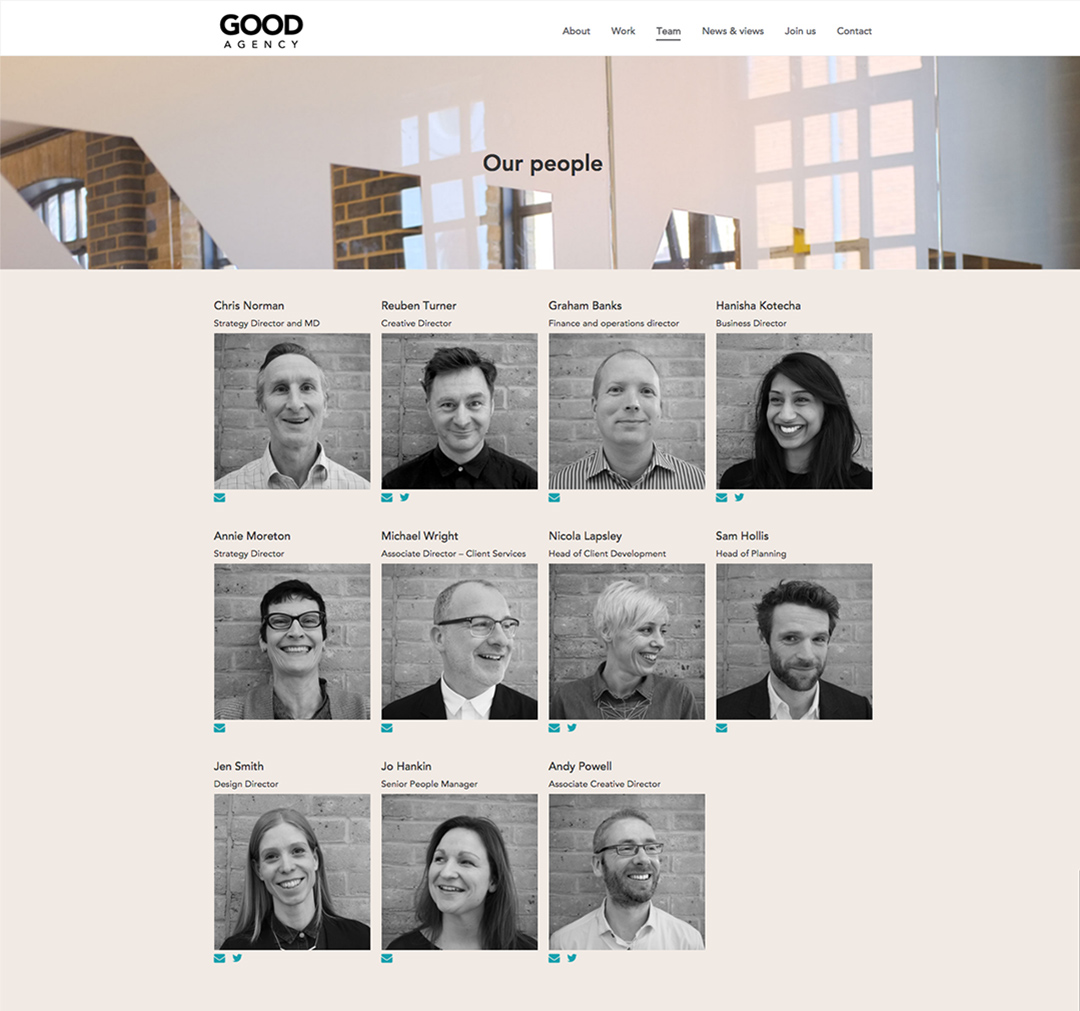 GOOD
AGENCY
About Work Team News & views Join us Contact
Our people
Chris Norman Reuben Turner Graham Banks Hanisha Kotecha
Strategy Director and MD Creative Director Finance and operations director Business Director
Annie Moreton Michael Wright Nicola Lapsley Sam Hollis
Strategy Director Associate Director – Client Services Head of Client Development Head of Planning
Jen Smith Jo Hankin Andy Powell
Design Director Senior People Manager Associate Creative Director